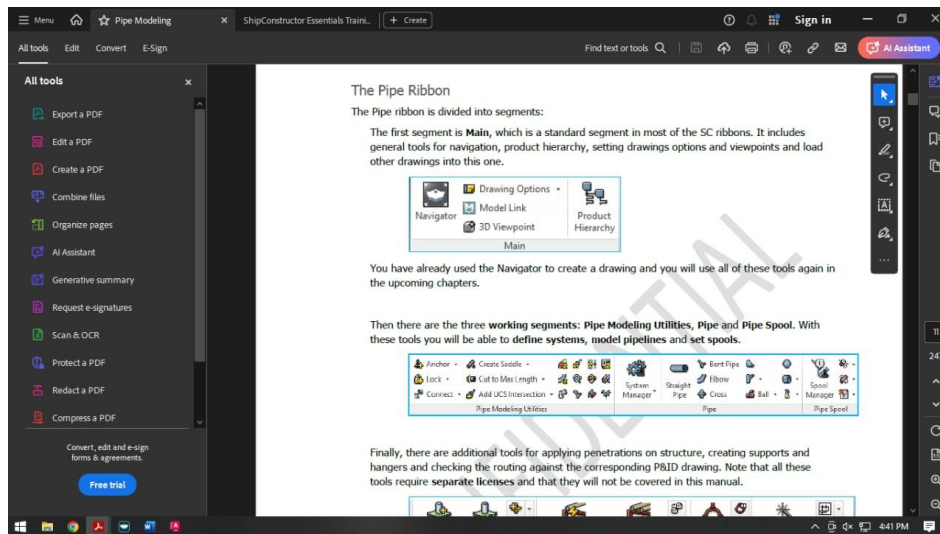 Menu
Pipe Modeling
ShipConstructor Essentials Traini..
+ Create
Sign in
All tools
Edit
Convert
E-Sign
Find text or tools
AI Assistant
All tools
Export a PDF
Edit a PDF
Create a PDF
Combine files
Organize pages
AI Assistant
Generative summary
Request e-signatures
Scan & OCR
Protect a PDF
Redact a PDF
Compress a PDF
Convert, edit and e-sign
forms & agreements.
Free trial
The Pipe Ribbon
The Pipe ribbon is divided into segments:
The first segment is Main, which is a standard segment in most of the SC ribbons. It includes
general tools for navigation, product hierarchy, setting drawings options and viewpoints and load
other drawings into this one.
Navigator
Drawing Options
Model Link
3D Viewpoint
Product
Hierarchy
Main
You have already used the Navigator to create a drawing and you will use all of these tools again in
the upcoming chapters.
Then there are the three working segments: Pipe Modeling Utilities, Pipe and Pipe Spool. With
these tools you will be able to define systems, model pipelines and set spools.
Anchor
Create Saddle
Lock
Cut to Max Length
Connect
Add UCS Intersection
Pipe Modeling Utilities
System
Manager
Straight
Pipe
Bent Pipe
Elbow
Cross
Ball
Pipe
Spool
Manager
Pipe Spool
Finally, there are additional tools for applying penetrations on structure, creating supports and
hangers and checking the routing against the corresponding P&ID drawing. Note that all these
tools require separate licenses and that they will not be covered in this manual.
4:41 PM